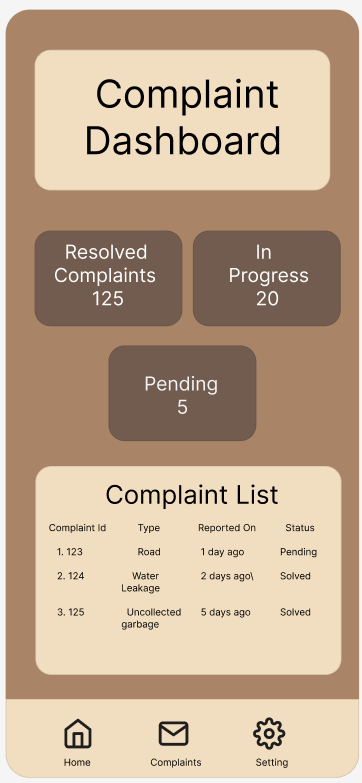 Complaint
Dashboard
Resolved
Complaints
125
In
Progress
20
Pending
5
Complaint List
Complaint Id Type Reported On Status
1. 123 Road 1 day ago Pending
2. 124 Water 2 days ago\ Solved
Leakage
3. 125 Uncollected 5 days ago Solved
garbage
Home Complaints Setting